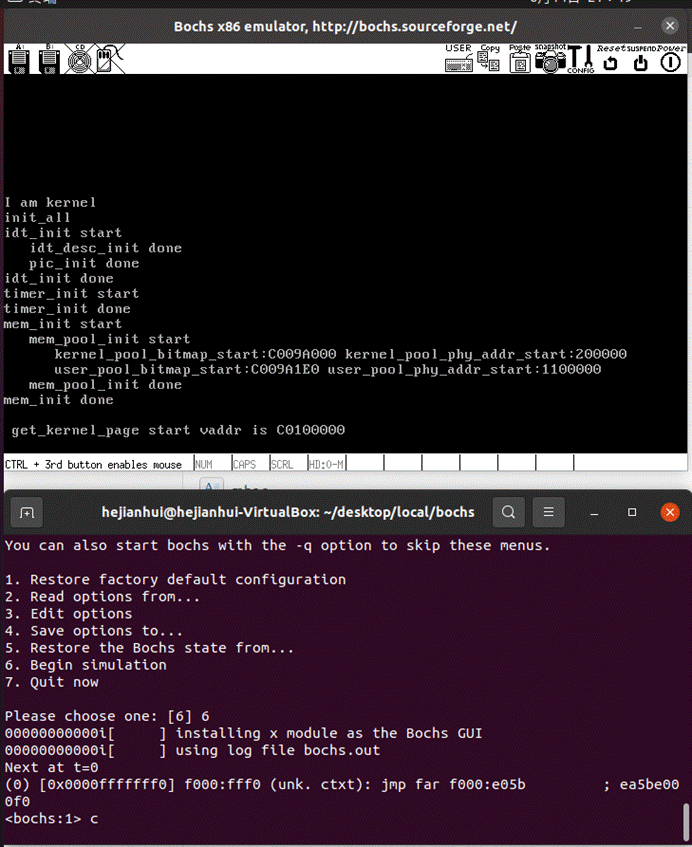 Bochs x86 emulator, http://bochs.sourceforge.net/
A: B: CD USER Copy Paste snapshot CONFIG Reset SUSPEND Power
I am kernel
init_all
idt_init start
idt_desc_init done
pic_init done
idt_init done
timer_init start
timer_init done
mem_init start
mem_pool_init start
kernel_pool_bitmap_start:C009A000 kernel_pool_phy_addr_start:200000
user_pool_bitmap_start:C009A1E0 user_pool_phy_addr_start:1100000
mem_pool_init done
mem_init done
get_kernel_page start vaddr is C0100000
CTRL + 3rd button enables mouse NUM CAPS SCRL HD:0-M
hejianhui@hejianhui-VirtualBox: ~/desktop/local/bochs
You can also start bochs with the -q option to skip these menus.
1. Restore factory default configuration
2. Read options from...
3. Edit options
4. Save options to...
5. Restore the Bochs state from...
6. Begin simulation
7. Quit now
Please choose one: [6] 6
00000000000i[     ] installing x module as the Bochs GUI
00000000000i[     ] using log file bochs.out
Next at t=0
(0) [0x0000fffffff0] f000:fff0 (unk. ctxt): jmp far f000:e05b          ; ea5be00
0f0
<bochs:1> c